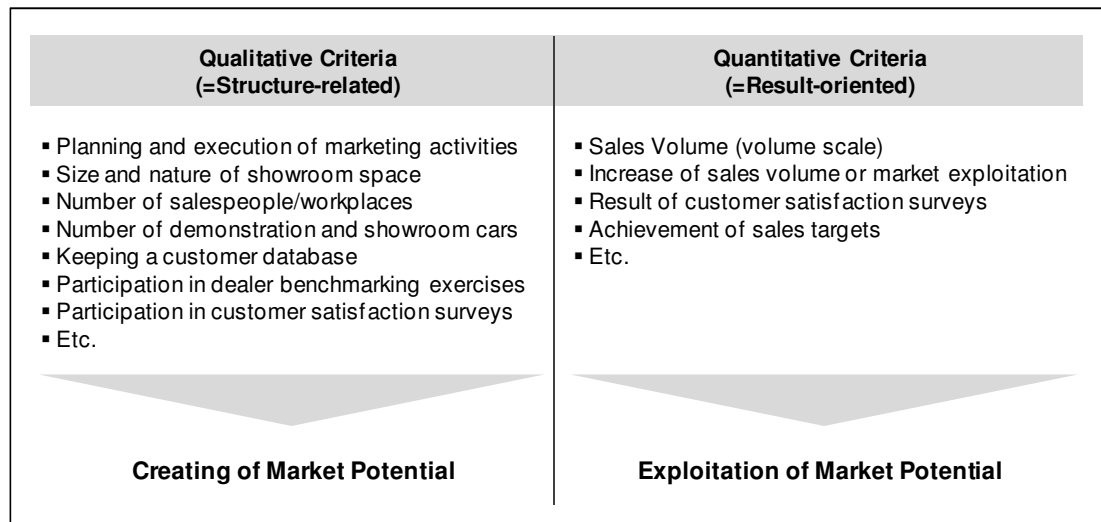 Qualitative Criteria
(=Structure-related)
▪ Planning and execution of marketing activities
▪ Size and nature of showroom space
▪ Number of salespeople/workplaces
▪ Number of demonstration and showroom cars
▪ Keeping a customer database
▪ Participation in dealer benchmarking exercises
▪ Participation in customer satisfaction surveys
▪ Etc.
Creating of Market Potential
Quantitative Criteria
(=Result-oriented)
▪ Sales Volume (volume scale)
▪ Increase of sales volume or market exploitation
▪ Result of customer satisfaction surveys
▪ Achievement of sales targets
▪ Etc.
Exploitation of Market Potential